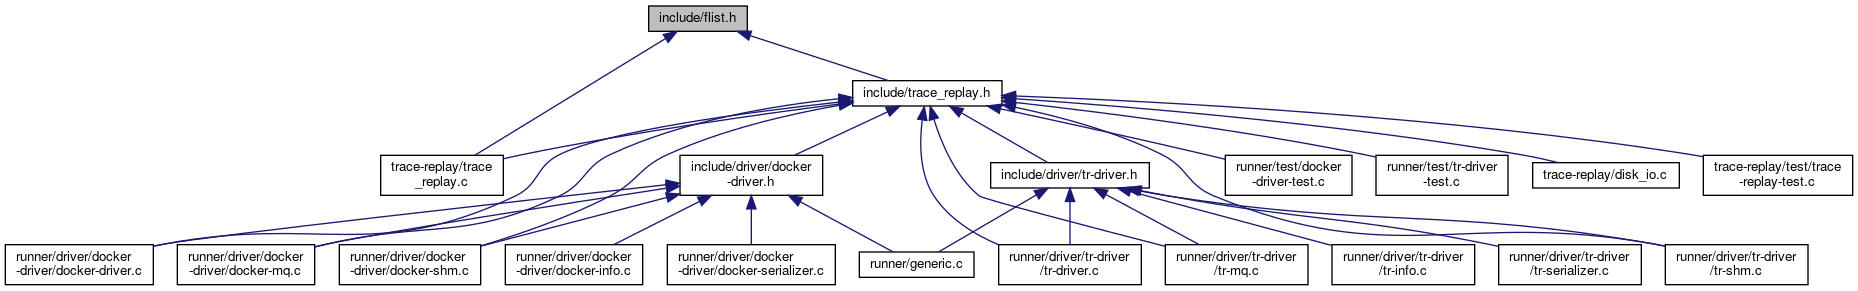 include/flist.h
include/trace_replay.h
trace-replay/trace
_replay.c
include/driver/docker
-driver.h
include/driver/tr-driver.h
runner/test/docker
-driver-test.c
runner/test/tr-driver
-test.c
trace-replay/disk_io.c
trace-replay/test/trace
-replay-test.c
runner/driver/docker
-driver/docker-driver.c
runner/driver/docker
-driver/docker-mq.c
runner/driver/docker
-driver/docker-shm.c
runner/driver/docker
-driver/docker-info.c
runner/driver/docker
-driver/docker-serializer.c
runner/generic.c
runner/driver/tr-driver
/tr-driver.c
runner/driver/tr-driver
/tr-mq.c
runner/driver/tr-driver
/tr-info.c
runner/driver/tr-driver
/tr-serializer.c
runner/driver/tr-driver
/tr-shm.c